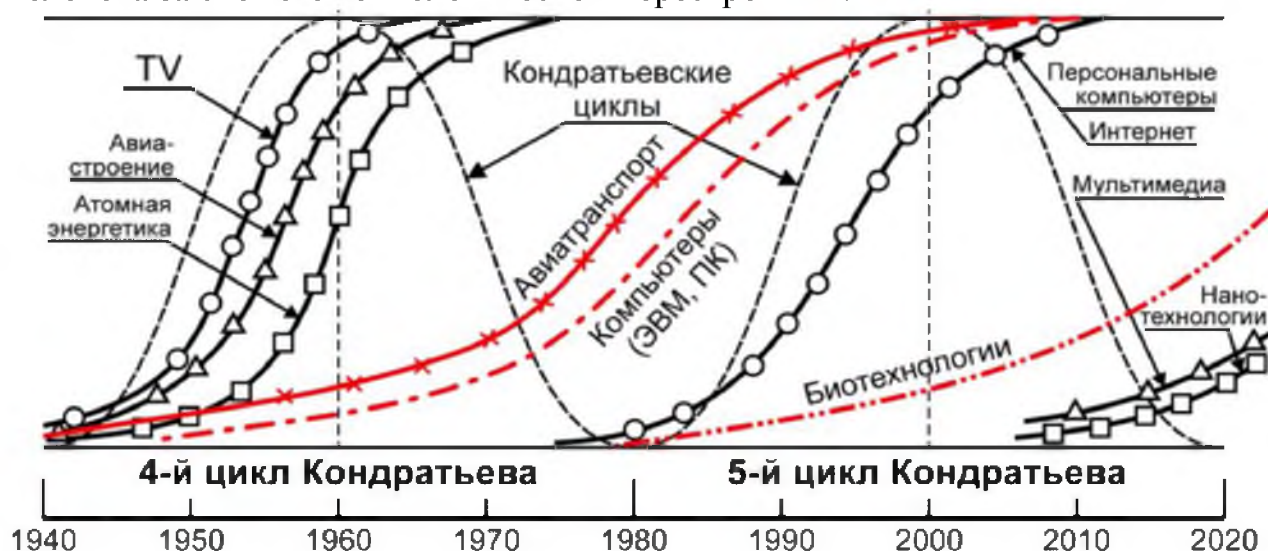 TV
Авиа-
строение
Атомная
энергетика
Кондратьевские
циклы
Авиатранспорт
Компьютеры
(ЭВМ, ПК)
Биотехнологии
Персональные
компьютеры
Интернет
Мультимедиа
Нано-
технологии
4-й цикл Кондратьева
5-й цикл Кондратьева
1940 1950 1960 1970 1980 1990 2000 2010 2020